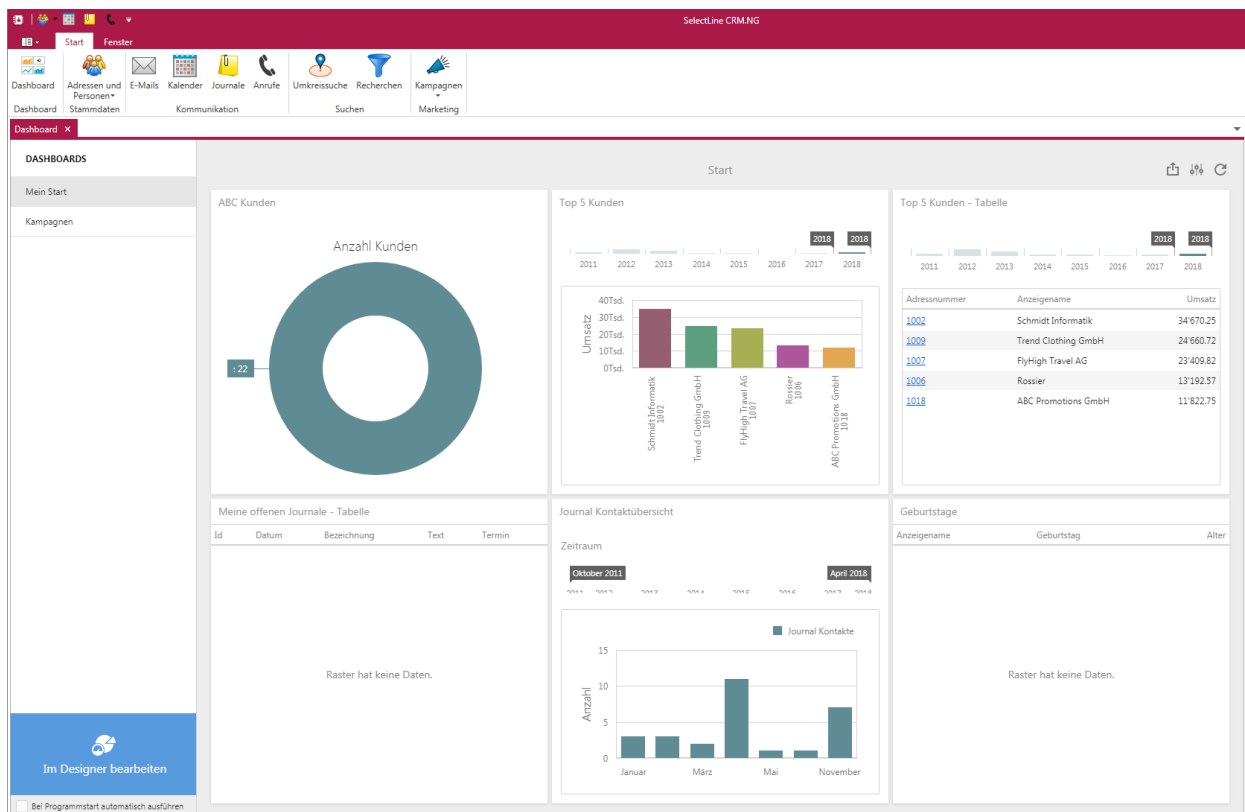 SelectLine CRM.NG
Start Fenster
Dashboard Adressen und Personen E-Mails Kalender Journale Anrufe Umkreissuche Recherchen Kampagnen
Dashboard Stammdaten Kommunikation Suchen Marketing
Dashboard ×
DASHBOARDS
Mein Start
Kampagnen
Im Designer bearbeiten
Bei Programmstart automatisch ausführen
Start
ABC Kunden
Anzahl Kunden
: 22
Top 5 Kunden
2018 2018
2011 2012 2013 2014 2015 2016 2017 2018
Umsatz
40Tsd.
30Tsd.
20Tsd.
10Tsd.
0Tsd.
Schmidt Informatik
1002
Trend Clothing GmbH
1009
FlyHigh Travel AG
1007
Rossier
1006
ABC Promotions GmbH
1018
Top 5 Kunden - Tabelle
2018 2018
2011 2012 2013 2014 2015 2016 2017 2018
Adressnummer Anzeigename Umsatz
1002 Schmidt Informatik 34'670.25
1009 Trend Clothing GmbH 24'660.72
1007 FlyHigh Travel AG 23'409.82
1006 Rossier 13'192.57
1018 ABC Promotions GmbH 11'822.75
Meine offenen Journale - Tabelle
Id Datum Bezeichnung Text Termin
Raster hat keine Daten.
Journal Kontaktübersicht
Zeitraum
Oktober 2011 April 2018
2011 2012 2013 2014 2015 2016 2017 2018
Journal Kontakte
Anzahl
15
10
5
0
Januar März Mai November
Geburtstage
Anzeigename Geburtstag Alter
Raster hat keine Daten.